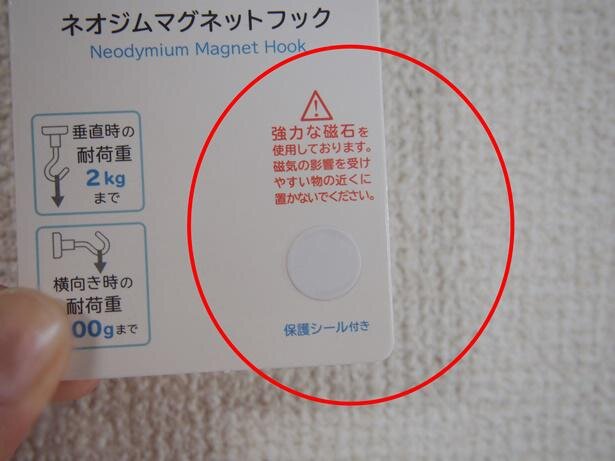 ネオジムマグネットフック
Neodymium Magnet Hook
垂直時の
耐荷重
2kg
まで
横向き時の
耐荷重
00gまで
強力な磁石を
使用しております。
磁気の影響を受け
やすい物の近くに
置かないでください。
保護シール付き